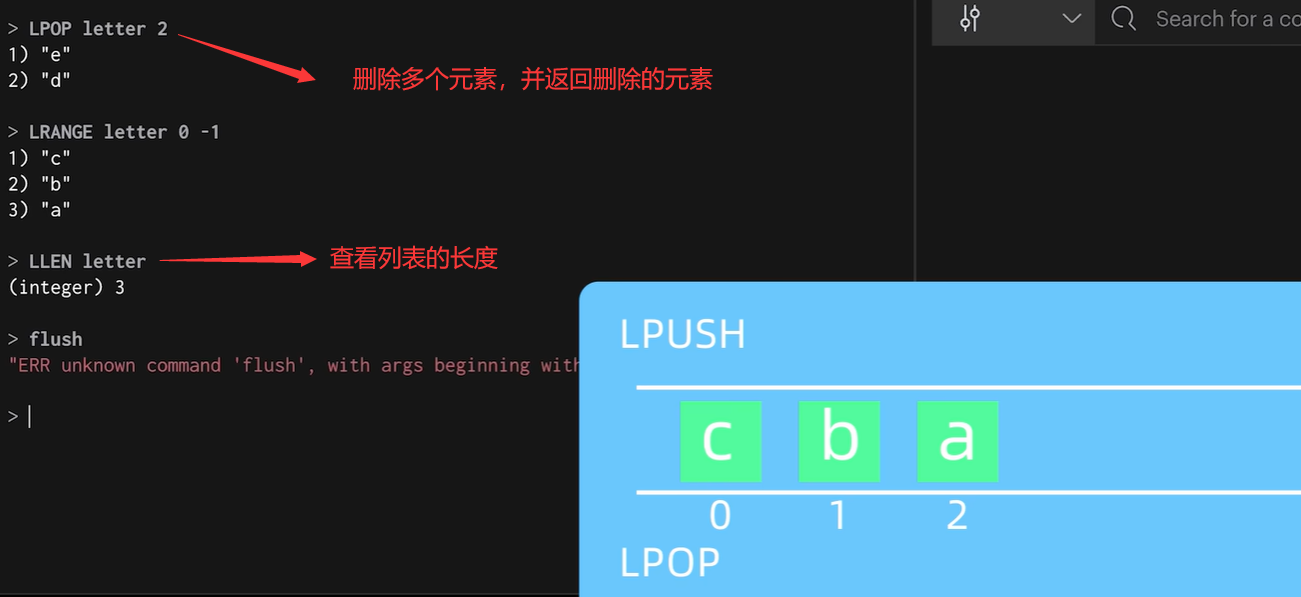 > LPOP letter 2
1) "e"
2) "d"
删除多个元素，并返回删除的元素
> LRANGE letter 0 -1
1) "c"
2) "b"
3) "a"
> LLEN letter
查看列表的长度
(integer) 3
> flush
"ERR unknown command 'flush', with args beginning with
>
Search for a co
LPUSH
c b a
0 1 2
LPOP